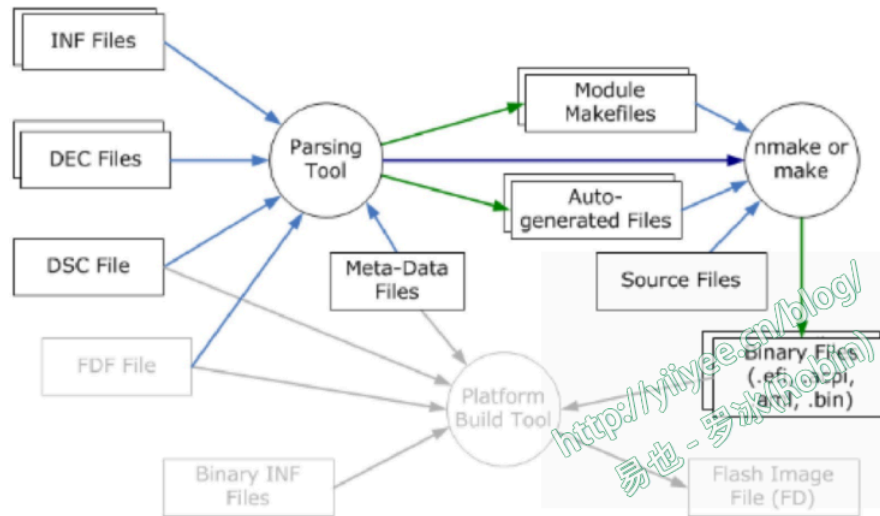 INF Files
DEC Files
DSC File
FDF File
Binary INF
Files
Parsing
Tool
Meta-Data
Files
Platform
Build Tool
Module
Makefiles
Auto-
generated Files
nmake or
make
Source Files
Binary Files
(.efi, .acpi,
.aml, .bin)
Flash Image
File (FD)
http://yiiyee.cn/blog/
易也 - 罗冰(Robin)